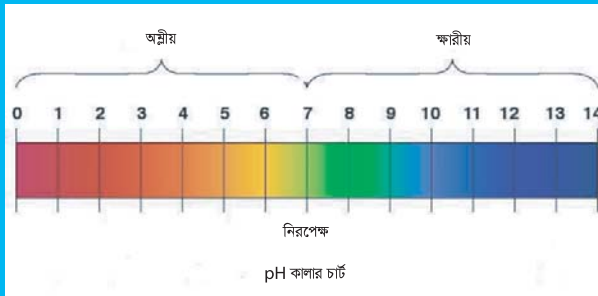 অম্লীয় ক্ষারীয়
0 1 2 3 4 5 6 7 8 9 10 11 12 13 14
নিরপেক্ষ
pH কালার চার্ট